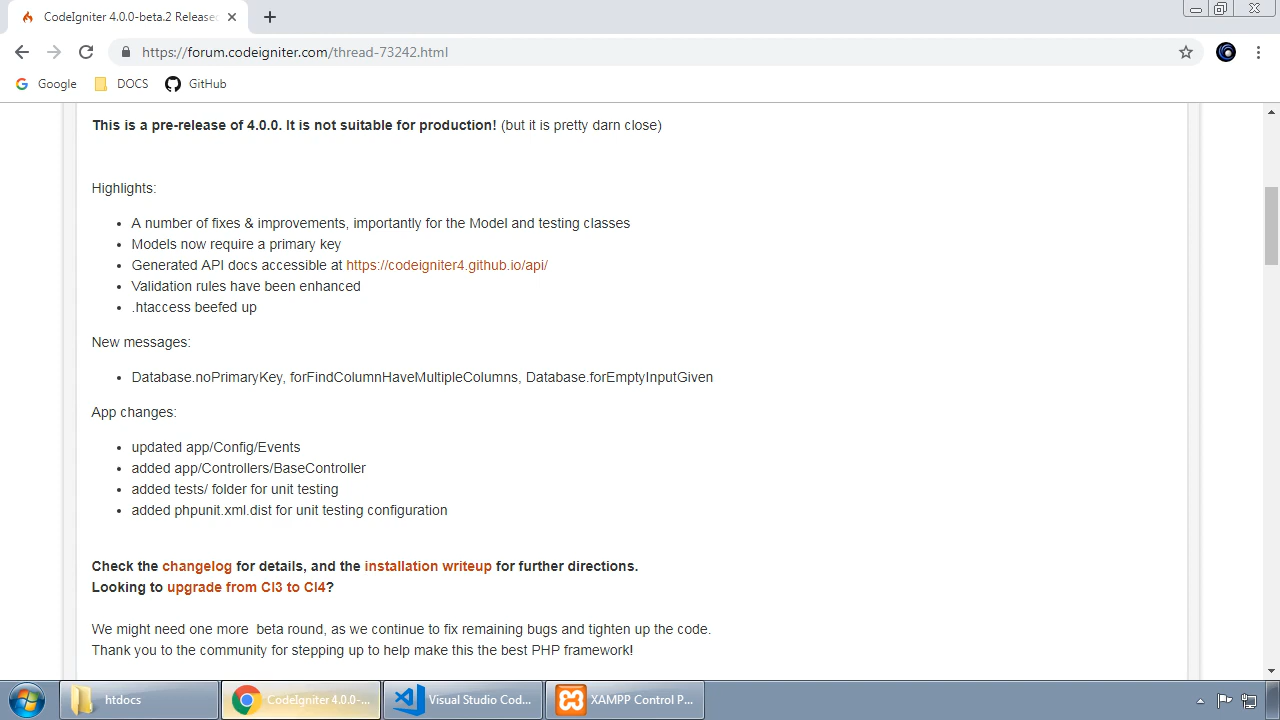 CodeIgniter 4.0.0-beta.2 Release
https://forum.codeigniter.com/thread-73242.html
Google
DOCS
GitHub
This is a pre-release of 4.0.0. It is not suitable for production! (but it is pretty darn close)
Highlights:
A number of fixes & improvements, importantly for the Model and testing classes
Models now require a primary key
Generated API docs accessible at https://codeigniter4.github.io/api/
Validation rules have been enhanced
.htaccess beefed up
New messages:
Database.noPrimaryKey, forFindColumnHaveMultipleColumns, Database.forEmptyInputGiven
App changes:
updated app/Config/Events
added app/Controllers/BaseController
added tests/ folder for unit testing
added phpunit.xml.dist for unit testing configuration
Check the changelog for details, and the installation writeup for further directions.
Looking to upgrade from CI3 to CI4?
We might need one more  beta round, as we continue to fix remaining bugs and tighten up the code.
Thank you to the community for stepping up to help make this the best PHP framework!
htdocs
CodeIgniter 4.0.0-...
Visual Studio Cod...
XAMPP Control P...